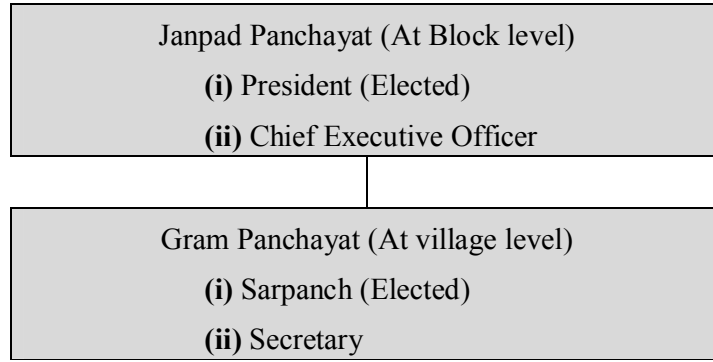 Janpad Panchayat (At Block level)
(i) President (Elected)
(ii) Chief Executive Officer
Gram Panchayat (At village level)
(i) Sarpanch (Elected)
(ii) Secretary